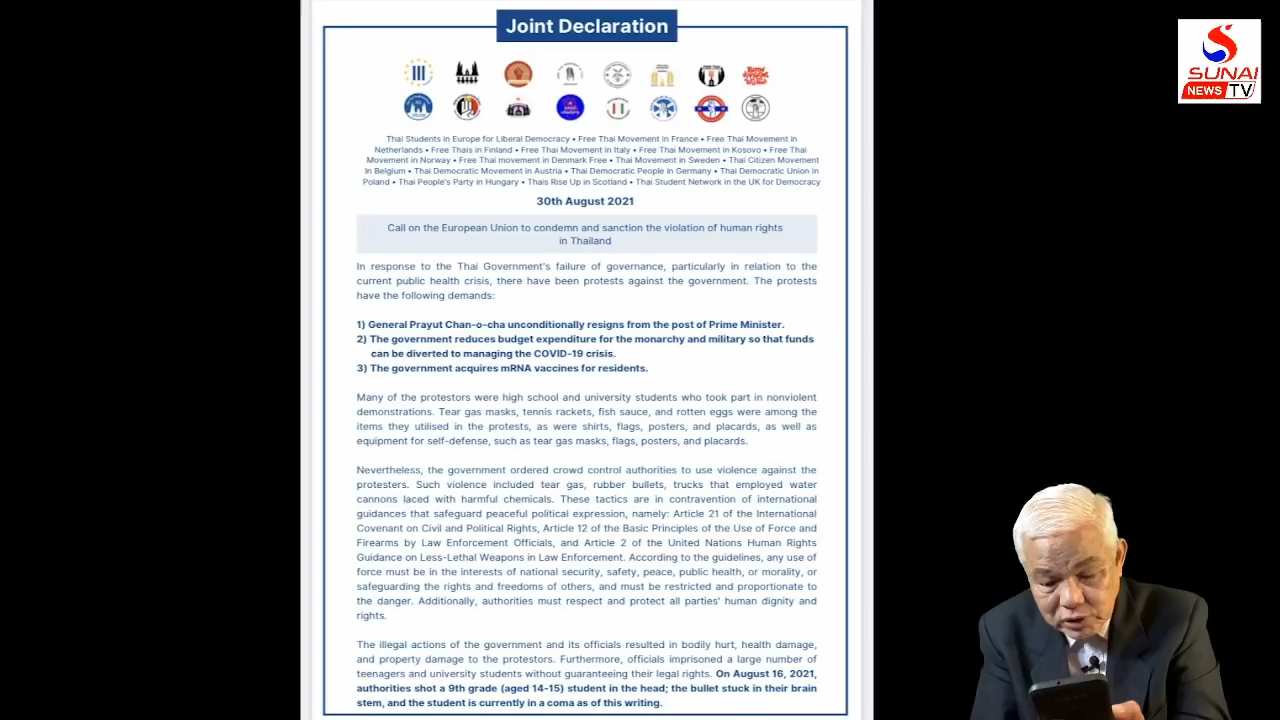 Joint Declaration
SUNAI
NEWS TV
Thai Students in Europe for Liberal Democracy • Free Thai Movement in France • Free Thai Movement in
Netherlands • Free Thais in Finland • Free Thai Movement in Italy • Free Thai Movement in Kosovo • Free Thai
Movement in Norway • Free Thai movement in Denmark Free • Thai Movement in Sweden • Thai Citizen Movement
In Belgium • Thai Democratic Movement in Austria • Thai Democratic People in Germany • Thai Democratic Union in
Poland • Thai People's Party in Hungary • Thais Rise Up in Scotland • Thai Student Network in the UK for Democracy
30th August 2021
Call on the European Union to condemn and sanction the violation of human rights
in Thailand
In response to the Thai Government's failure of governance, particularly in relation to the
current public health crisis, there have been protests against the government. The protests
have the following demands:
1) General Prayut Chan-o-cha unconditionally resigns from the post of Prime Minister.
2) The government reduces budget expenditure for the monarchy and military so that funds
can be diverted to managing the COVID-19 crisis.
3) The government acquires mRNA vaccines for residents.
Many of the protestors were high school and university students who took part in nonviolent
demonstrations. Tear gas masks, tennis rackets, fish sauce, and rotten eggs were among the
items they utilised in the protests, as were shirts, flags, posters, and placards, as well as
equipment for self-defense, such as tear gas masks, flags, posters, and placards.
Nevertheless, the government ordered crowd control authorities to use violence against the
protesters. Such violence included tear gas, rubber bullets, trucks that employed water
cannons laced with harmful chemicals. These tactics are in contravention of international
guidances that safeguard peaceful political expression, namely: Article 21 of the International
Covenant on Civil and Political Rights, Article 12 of the Basic Principles of the Use of Force and
Firearms by Law Enforcement Officials, and Article 2 of the United Nations Human Rights
Guidance on Less-Lethal Weapons in Law Enforcement. According to the guidelines, any use of
force must be in the interests of national security, safety, peace, public health, or morality, or
safeguarding the rights and freedoms of others, and must be restricted and proportionate to
the danger. Additionally, authorities must respect and protect all parties' human dignity and
rights.
The illegal actions of the government and its officials resulted in bodily hurt, health damage,
and property damage to the protestors. Furthermore, officials imprisoned a large number of
teenagers and university students without guaranteeing their legal rights. On August 16, 2021,
authorities shot a 9th grade (aged 14-15) student in the head; the bullet stuck in their brain
stem, and the student is currently in a coma as of this writing.